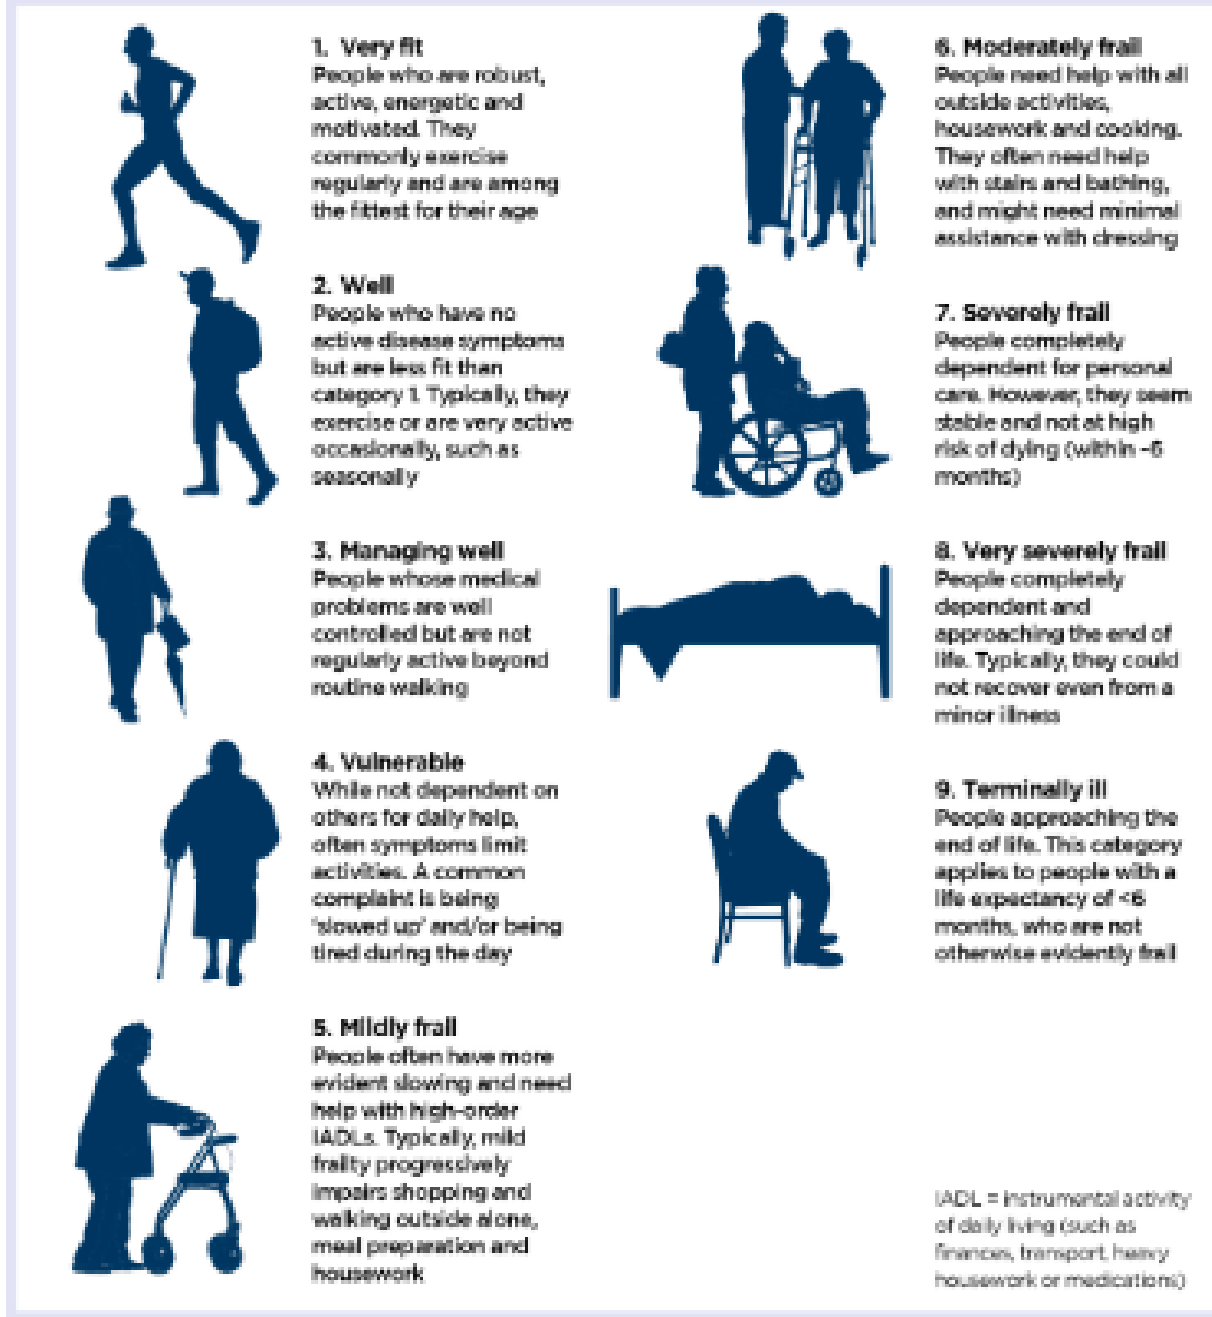 1. Very fit
People who are robust,
active, energetic and
motivated. They
commonly exercise
regularly and are among
the fittest for their age
2. Well
People who have no
active disease symptoms
but are less fit than
category 1. Typically, they
exercise or are very active
occasionally, such as
seasonally
3. Managing well
People whose medical
problems are well
controlled but are not
regularly active beyond
routine walking
4. Vulnerable
While not dependent on
others for daily help,
often symptoms limit
activities. A common
complaint is being
'slowed up' and/or being
tired during the day
5. Mildly frail
People often have more
evident slowing and need
help with high-order
IADLs. Typically, mild
frailty progressively
impairs shopping and
walking outside alone,
meal preparation and
housework
6. Moderately frail
People need help with all
outside activities,
housework and cooking.
They often need help
with stairs and bathing,
and might need minimal
assistance with dressing
7. Severely frail
People completely
dependent for personal
care. However, they seem
stable and not at high
risk of dying (within ~6
months)
8. Very severely frail
People completely
dependent and
approaching the end of
life. Typically, they could
not recover even from a
minor illness
9. Terminally ill
People approaching the
end of life. This category
applies to people with a
life expectancy of <6
months, who are not
otherwise evidently frail
IADL = instrumental activity
of daily living (such as
finances, transport, heavy
housework or medications)